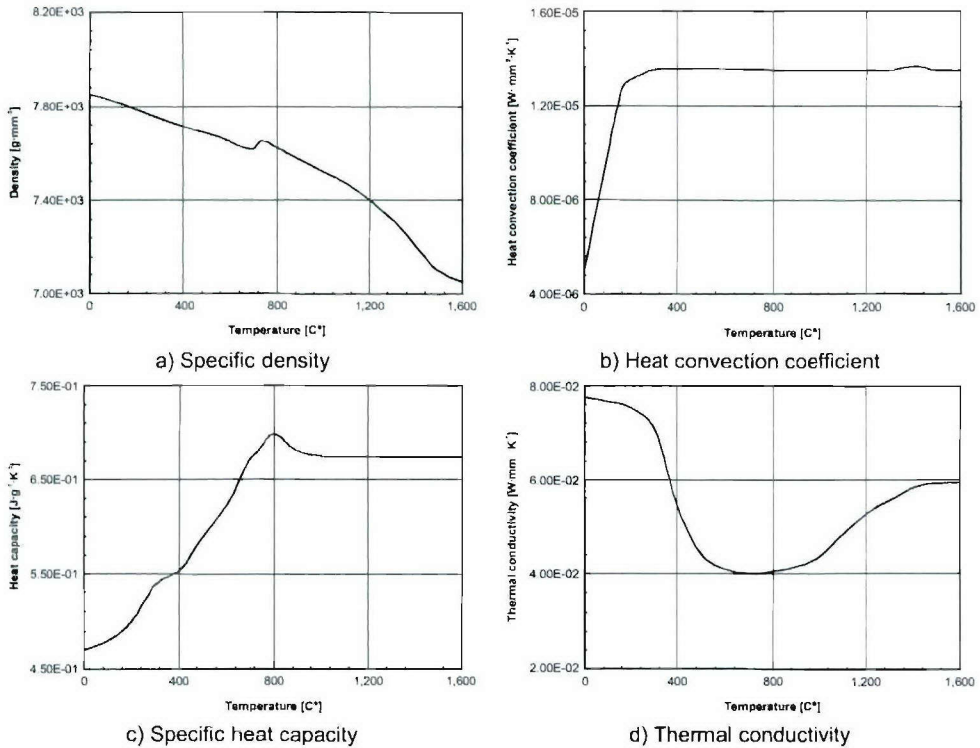 8.20E+03
7.80E+03
7.40E+03
7.00E+03
Density [g·mm⁻³]
0 400 800 1,200 1,600
Temperature [C°]
a) Specific density
1.60E-05
1.20E-05
8.00E-06
4.00E-06
Heat convection coefficient [W·mm⁻²·K⁻¹]
0 400 800 1,200 1,600
Temperature [C°]
b) Heat convection coefficient
7.50E-01
6.50E-01
5.50E-01
4.50E-01
Heat capacity [J·g⁻¹·K⁻¹]
0 400 800 1,200 1,600
Temperature [C°]
c) Specific heat capacity
8.00E-02
6.00E-02
4.00E-02
2.00E-02
Thermal conductivity [W·mm⁻¹·K⁻¹]
0 400 800 1,200 1,600
Temperature [C°]
d) Thermal conductivity